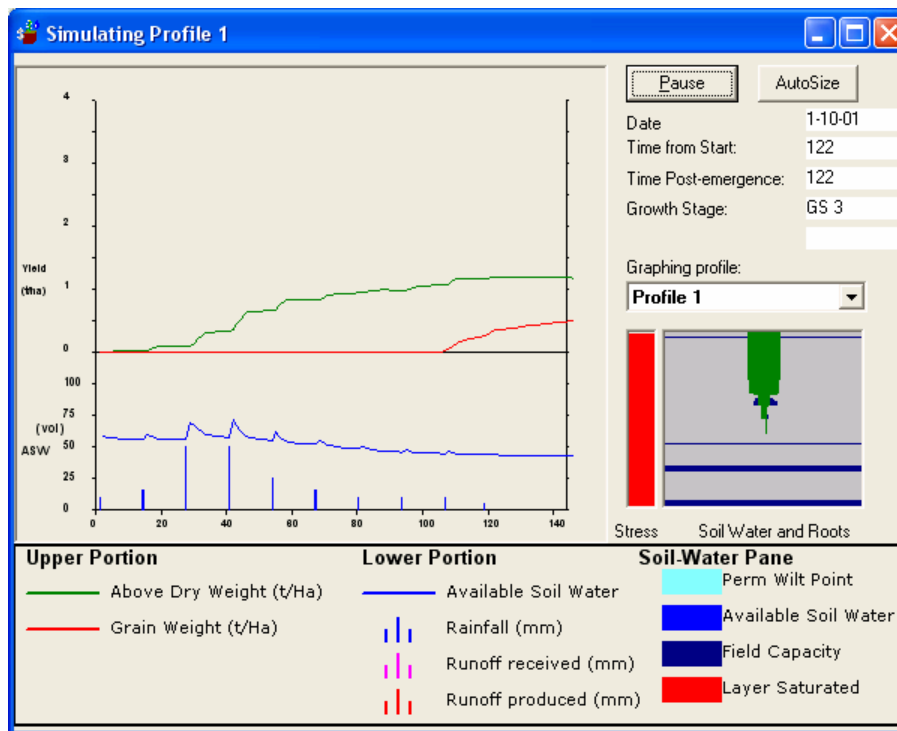 Simulating Profile 1
4
3
2
Yield
(t/ha)
1
0
100
75
(vol)
ASW
50
25
0
0 20 40 60 80 100 120 140
Pause AutoSize
Date 1-10-01
Time from Start: 122
Time Post-emergence: 122
Growth Stage: GS 3
Graphing profile:
Profile 1
Stress Soil Water and Roots
Upper Portion Lower Portion Soil-Water Pane
Above Dry Weight (t/Ha) Available Soil Water Perm Wilt Point
Grain Weight (t/Ha) Rainfall (mm) Available Soil Water
Runoff received (mm) Field Capacity
Runoff produced (mm) Layer Saturated